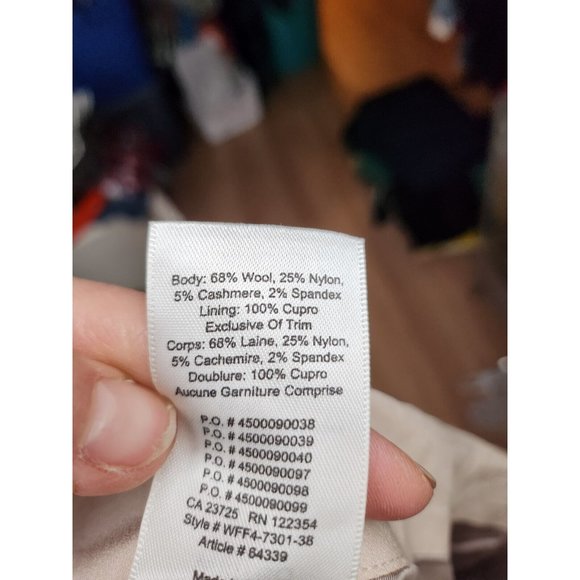 Body: 68% Wool, 25% Nylon,
5% Cashmere, 2% Spandex
Lining: 100% Cupro
Exclusive Of Trim
Corps: 68% Laine, 25% Nylon,
5% Cachemire, 2% Spandex
Doublure: 100% Cupro
Aucune Garniture Comprise
P.O. # 4500090038
P.O. # 4500090039
P.O. # 4500090040
P.O. # 4500090097
P.O. # 4500090098
P.O. # 4500090099
CA 23725 RN 122354
Style # WFF4-7301-38
Article # 84339